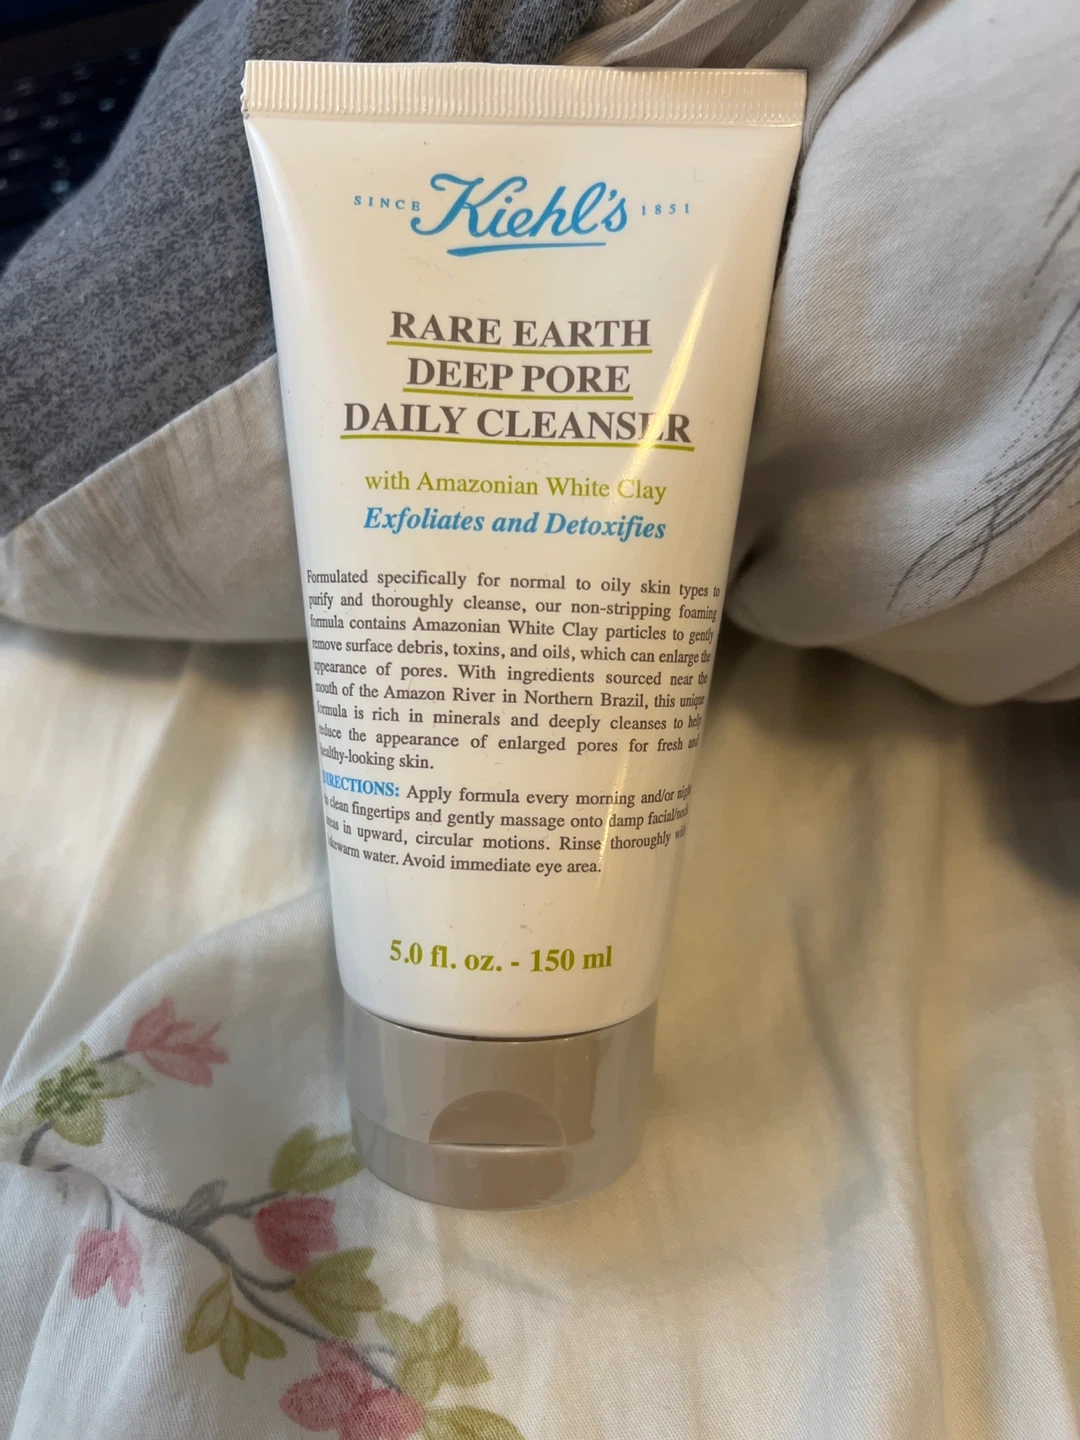 SINCE Kiehl's 1851
RARE EARTH
DEEP PORE
DAILY CLEANSER
with Amazonian White Clay
Exfoliates and Detoxifies
Formulated specifically for normal to oily skin types to
purify and thoroughly cleanse, our non-stripping foaming
formula contains Amazonian White Clay particles to gently
remove surface debris, toxins, and oils, which can enlarge the
appearance of pores. With ingredients sourced near the
mouth of the Amazon River in Northern Brazil, this unique
formula is rich in minerals and deeply cleanses to help
reduce the appearance of enlarged pores for fresh and
healthy-looking skin.
DIRECTIONS: Apply formula every morning and/or night
to clean fingertips and gently massage onto damp facial/neck
areas in upward, circular motions. Rinse thoroughly with
lukewarm water. Avoid immediate eye area.
5.0 fl. oz. - 150 ml